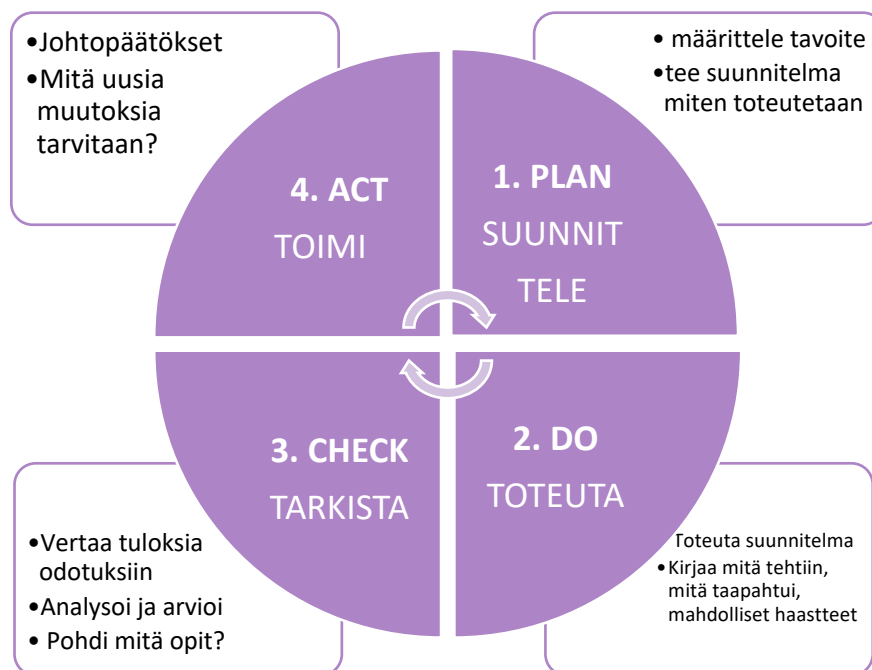 •Johtopäätökset
•Mitä uusia
muutoksia
tarvitaan?
• määrittele tavoite
•tee suunnitelma
miten toteutetaan
4. ACT
TOIMI
1. PLAN
SUUNNIT
TELE
3. CHECK
TARKISTA
2. DO
TOTEUTA
•Vertaa tuloksia
odotuksiin
•Analysoi ja arvioi
• Pohdi mitä opit?
Toteuta suunnitelma
•Kirjaa mitä tehtiin,
mitä taapahtui,
mahdolliset haastteet